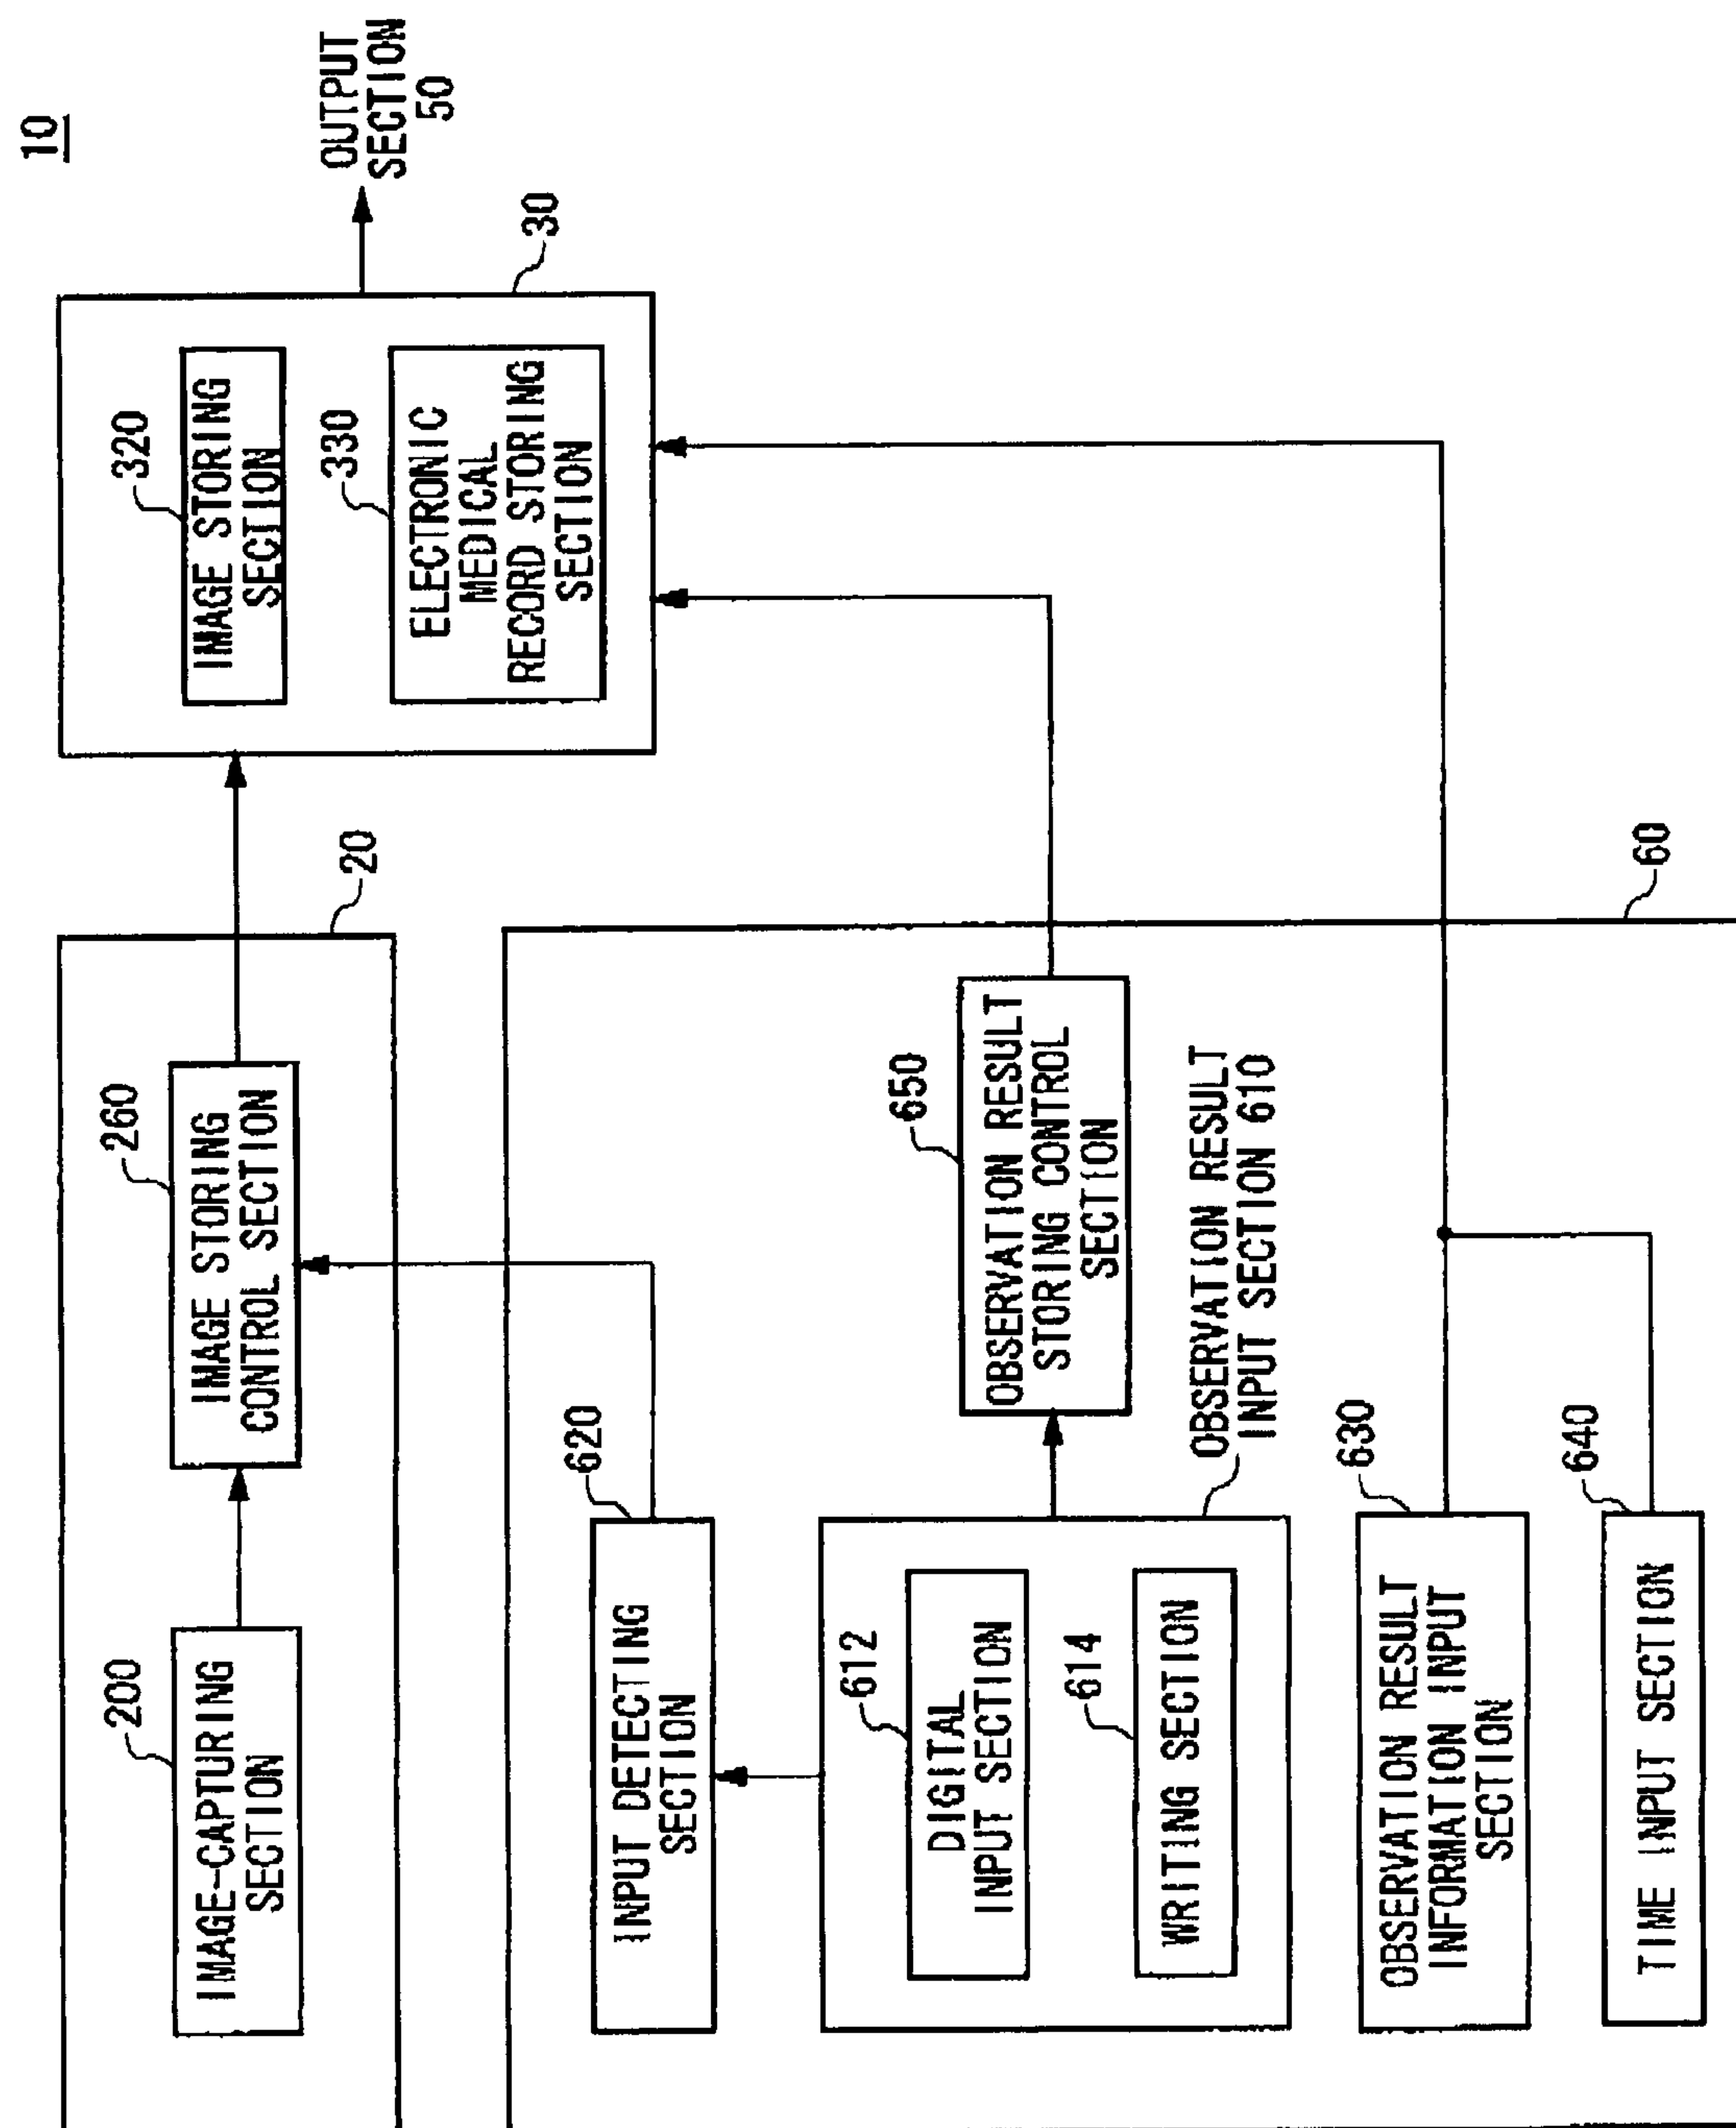 10
200
IMAGE-CAPTURING
SECTION
260
IMAGE STORING
CONTROL SECTION
20
320
IMAGE STORING
SECTION
330
ELECTRONIC
MEDICAL
RECORD STORING
SECTION
30
OUTPUT
SECTION
50
620
INPUT DETECTING
SECTION
612
DIGITAL
INPUT SECTION
614
WRITING SECTION
650
OBSERVATION RESULT
STORING CONTROL
SECTION
OBSERVATION RESULT
INPUT SECTION 610
630
OBSERVATION RESULT
INFORMATION INPUT
SECTION
640
TIME INPUT SECTION
60